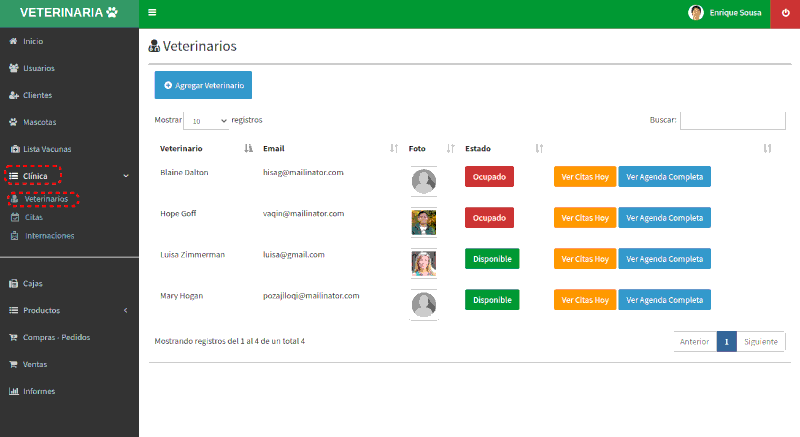 VETERINARIA
Enrique Sousa
Inicio
Usuarios
Clientes
Mascotas
Lista Vacunas
Clínica
Veterinarios
Citas
Internaciones
Cajas
Productos
Compras - Pedidos
Ventas
Informes
Veterinarios
Agregar Veterinario
Mostrar 10 registros
Buscar:
Veterinario Email Foto Estado
Blaine Dalton hisag@mailinator.com Ocupado Ver Citas Hoy Ver Agenda Completa
Hope Goff vaqin@mailinator.com Ocupado Ver Citas Hoy Ver Agenda Completa
Luisa Zimmerman luisa@gmail.com Disponible Ver Citas Hoy Ver Agenda Completa
Mary Hogan pozajiloqi@mailinator.com Disponible Ver Citas Hoy Ver Agenda Completa
Mostrando registros del 1 al 4 de un total 4
Anterior 1 Siguiente